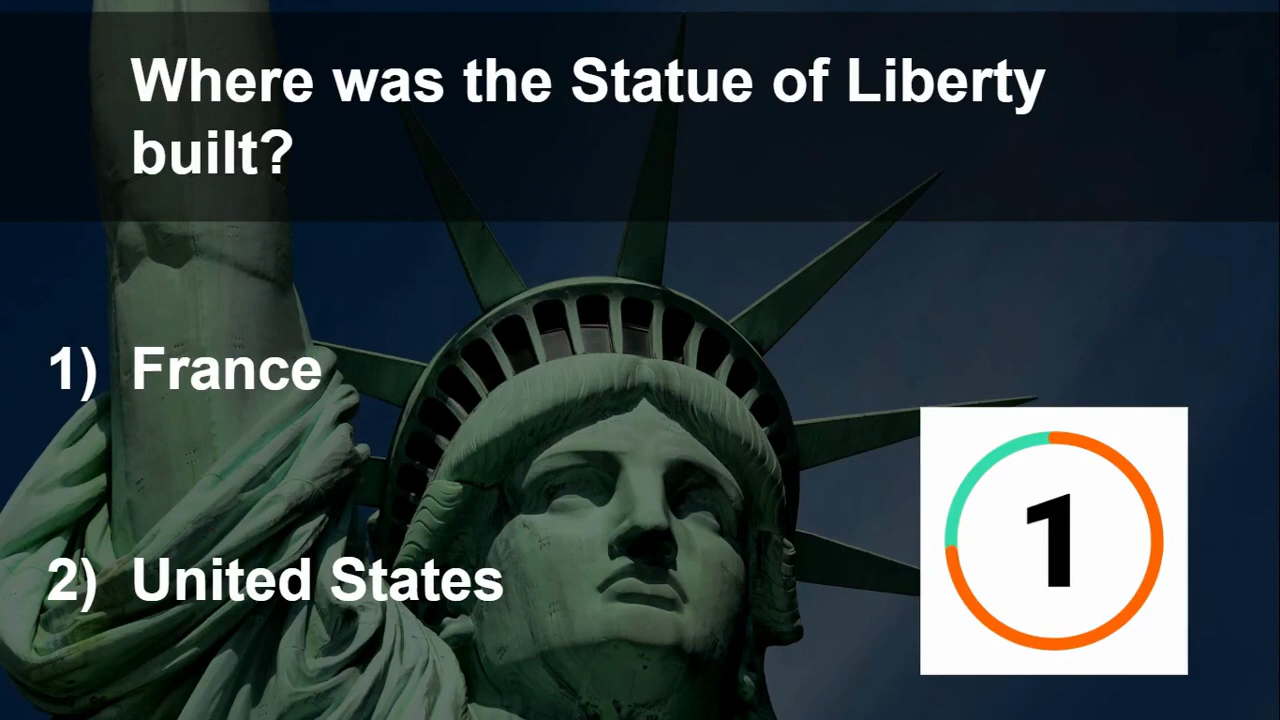 Where was the Statue of Liberty
built?
1) France
2) United States
1